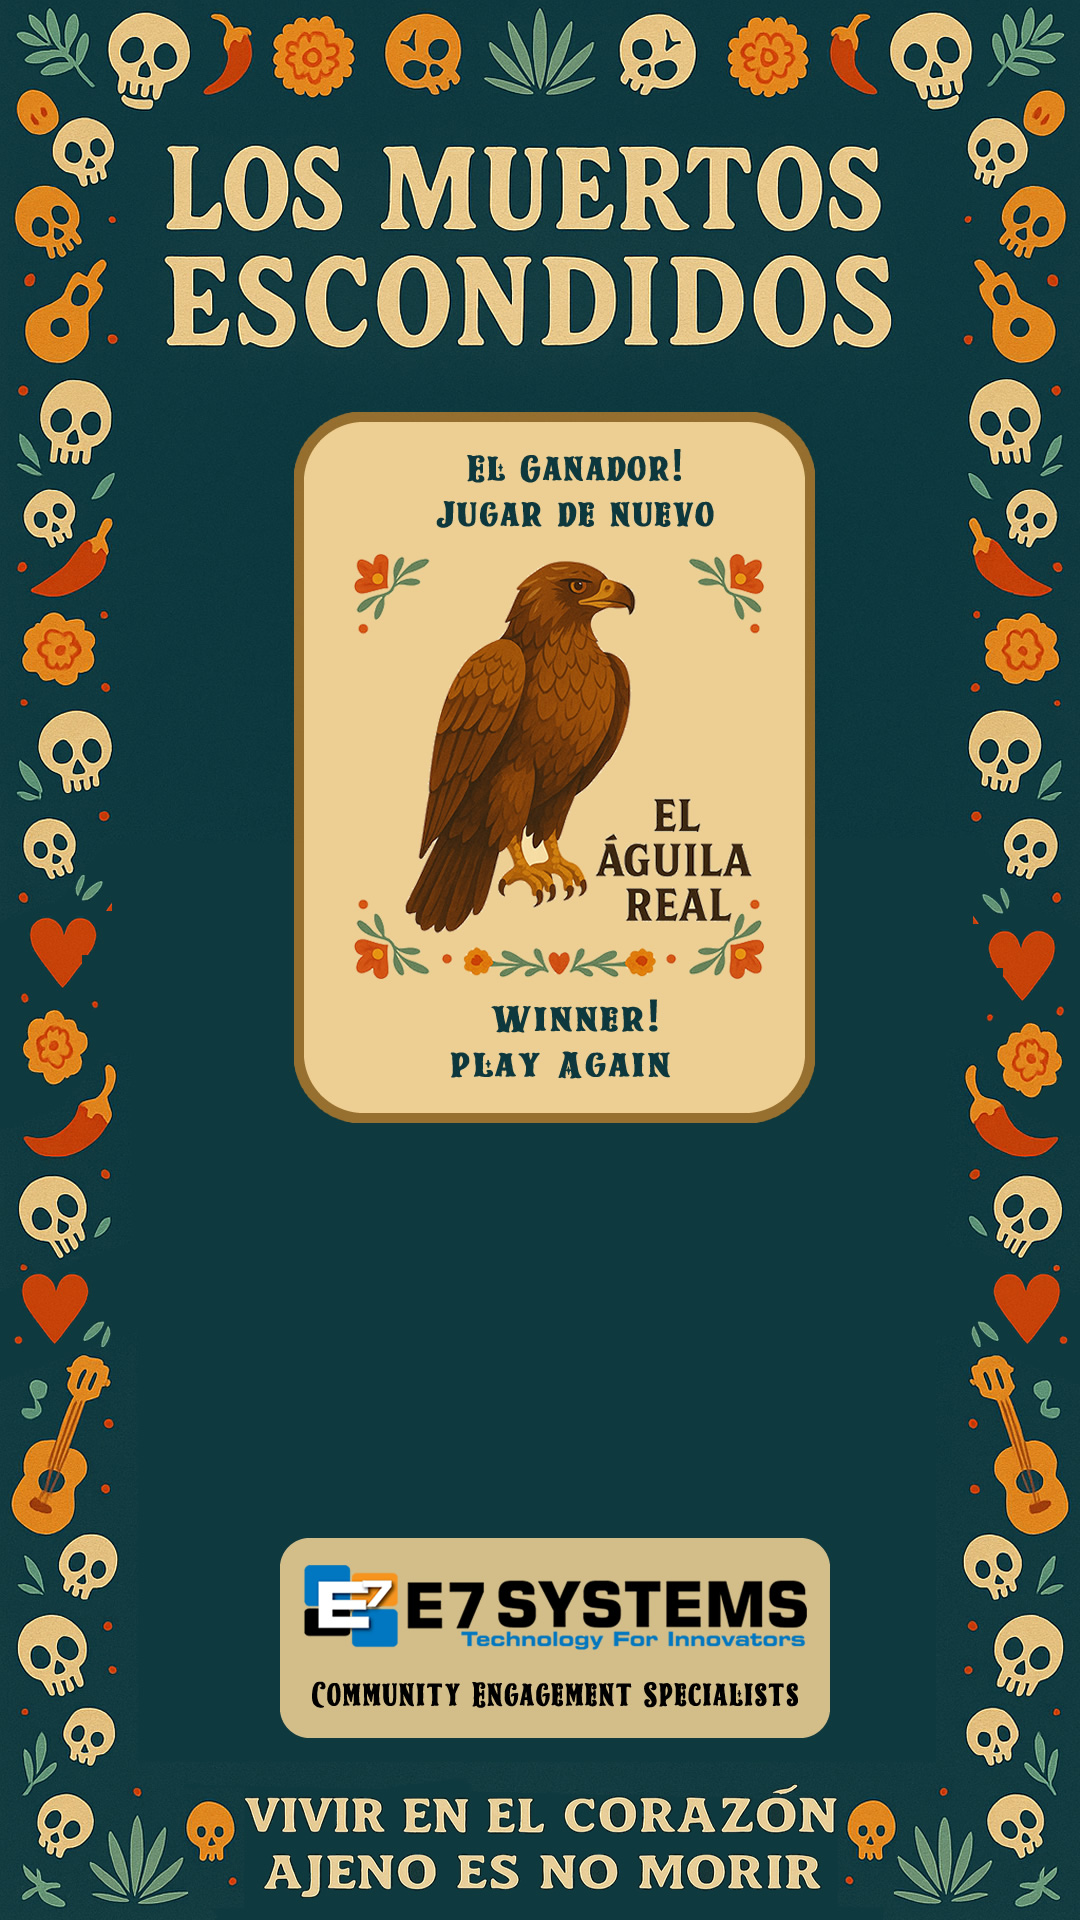 LOS MUERTOS
ESCONDIDOS
El Ganador!
Jugar de nuevo
EL
ÁGUILA
REAL
Winner!
Play Again
E7 E7 SYSTEMS
Technology For Innovators
Community Engagement Specialists
VIVIR EN EL CORAZÓN
AJENO ES NO MORIR